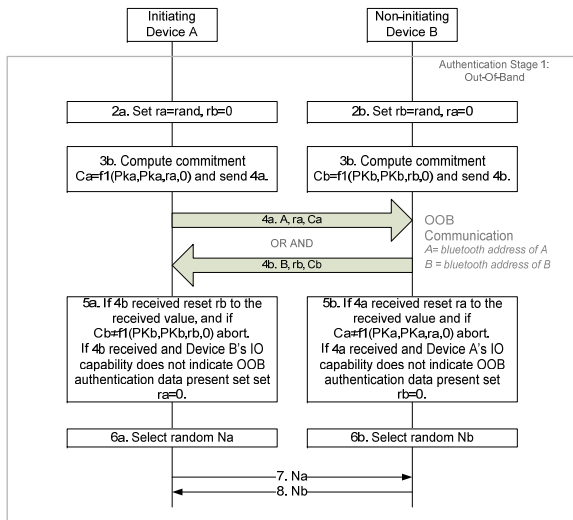 Initiating
Device A
Non-initiating
Device B
Authentication Stage 1:
Out-Of-Band
2a. Set ra=rand, rb=0
2b. Set rb=rand, ra=0
3b. Compute commitment
Ca=f1(Pka,Pka,ra,0) and send 4a.
3b. Compute commitment
Cb=f1(PKb,PKb,rb,0) and send 4b.
4a. A, ra, Ca
OR AND
4b. B, rb, Cb
OOB
Communication
A= bluetooth address of A
B = bluetooth address of B
5a. If 4b received reset rb to the
received value, and if
Cb≠f1(PKb,PKb,rb,0) abort.
If 4b received and Device B's IO
capability does not indicate OOB
authentication data present set set
ra=0.
5b. If 4a received reset ra to the
received value and if
Ca≠f1(PKa,PKa,ra,0) abort.
If 4a received and Device A's IO
capability does not indicate OOB
authentication data present set
rb=0.
6a. Select random Na
6b. Select random Nb
7. Na
8. Nb